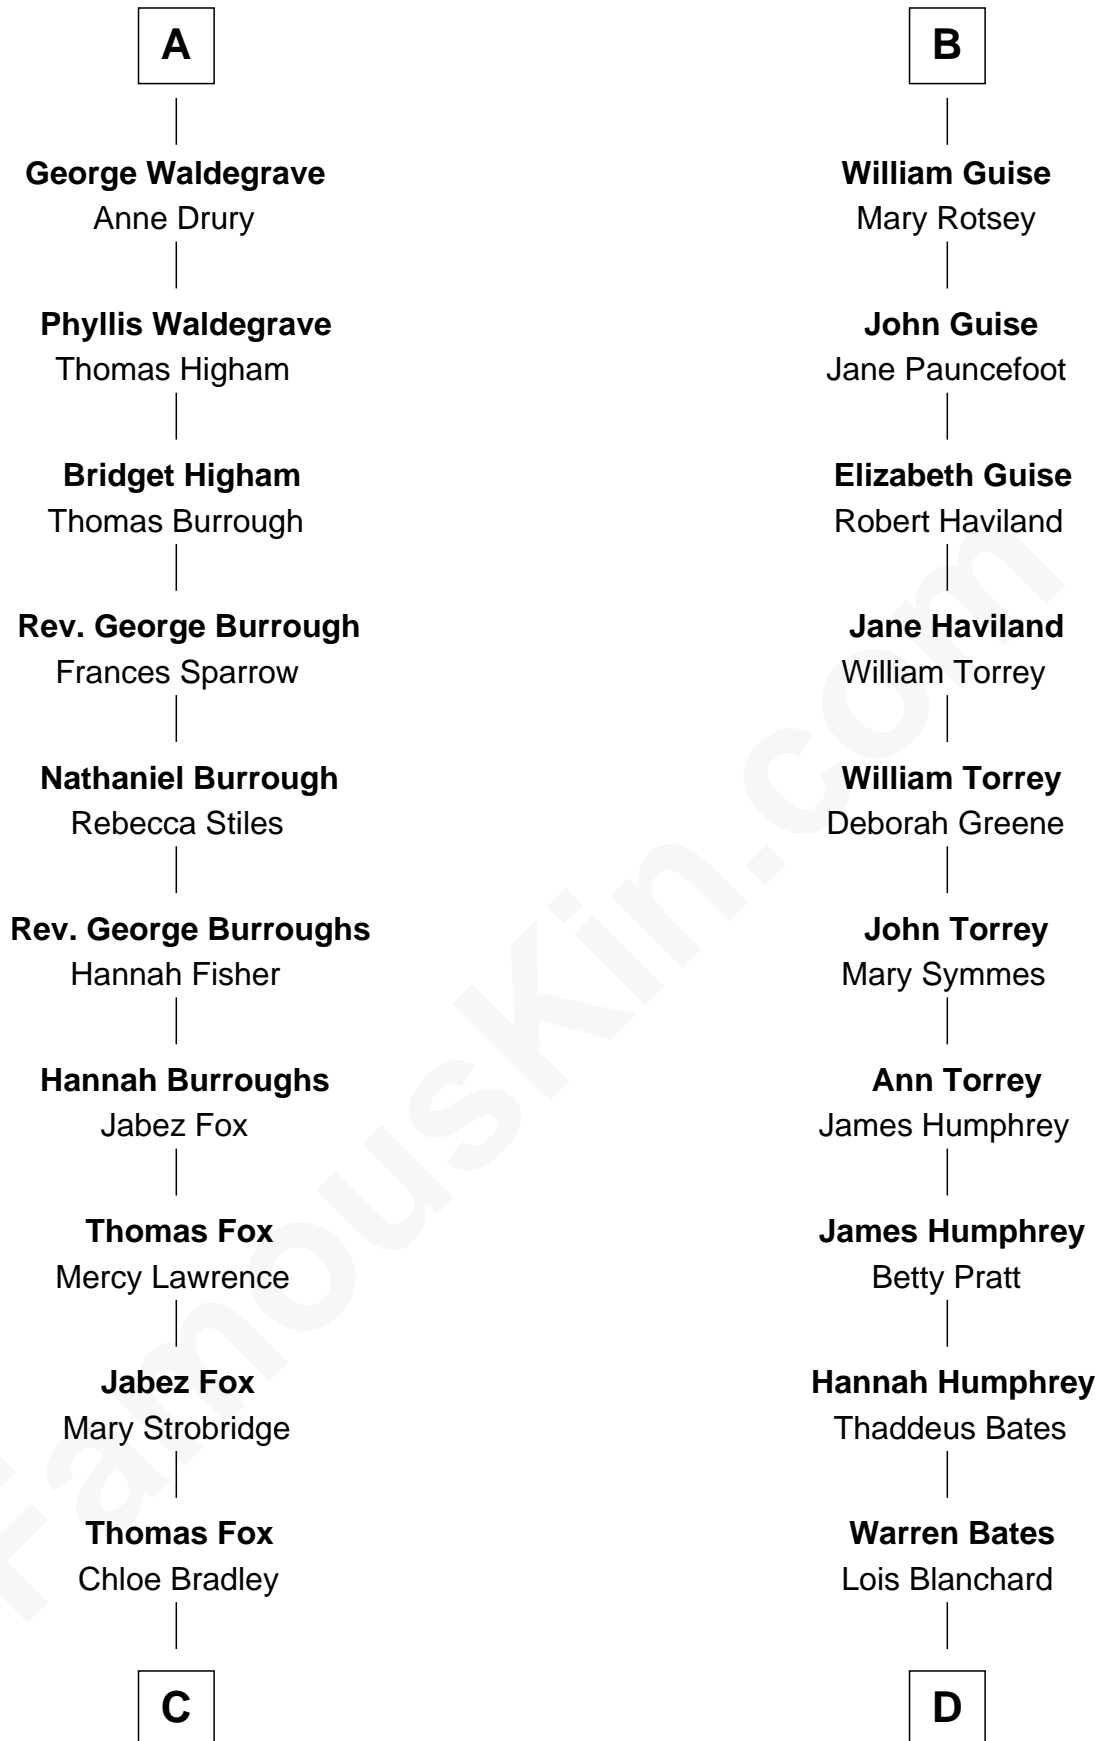 A
George Waldegrave
Anne Drury
Phyllis Waldegrave
Thomas Higham
Bridget Higham
Thomas Burrough
Rev. George Burrough
Frances Sparrow
Nathaniel Burrough
Rebecca Stiles
Rev. George Burroughs
Hannah Fisher
Hannah Burroughs
Jabez Fox
Thomas Fox
Mercy Lawrence
Jabez Fox
Mary Strobridge
Thomas Fox
Chloe Bradley
C
B
William Guise
Mary Rotsey
John Guise
Jane Pauncefoot
Elizabeth Guise
Robert Haviland
Jane Haviland
William Torrey
William Torrey
Deborah Greene
John Torrey
Mary Symmes
Ann Torrey
James Humphrey
James Humphrey
Betty Pratt
Hannah Humphrey
Thaddeus Bates
Warren Bates
Lois Blanchard
D
FamousKin.com